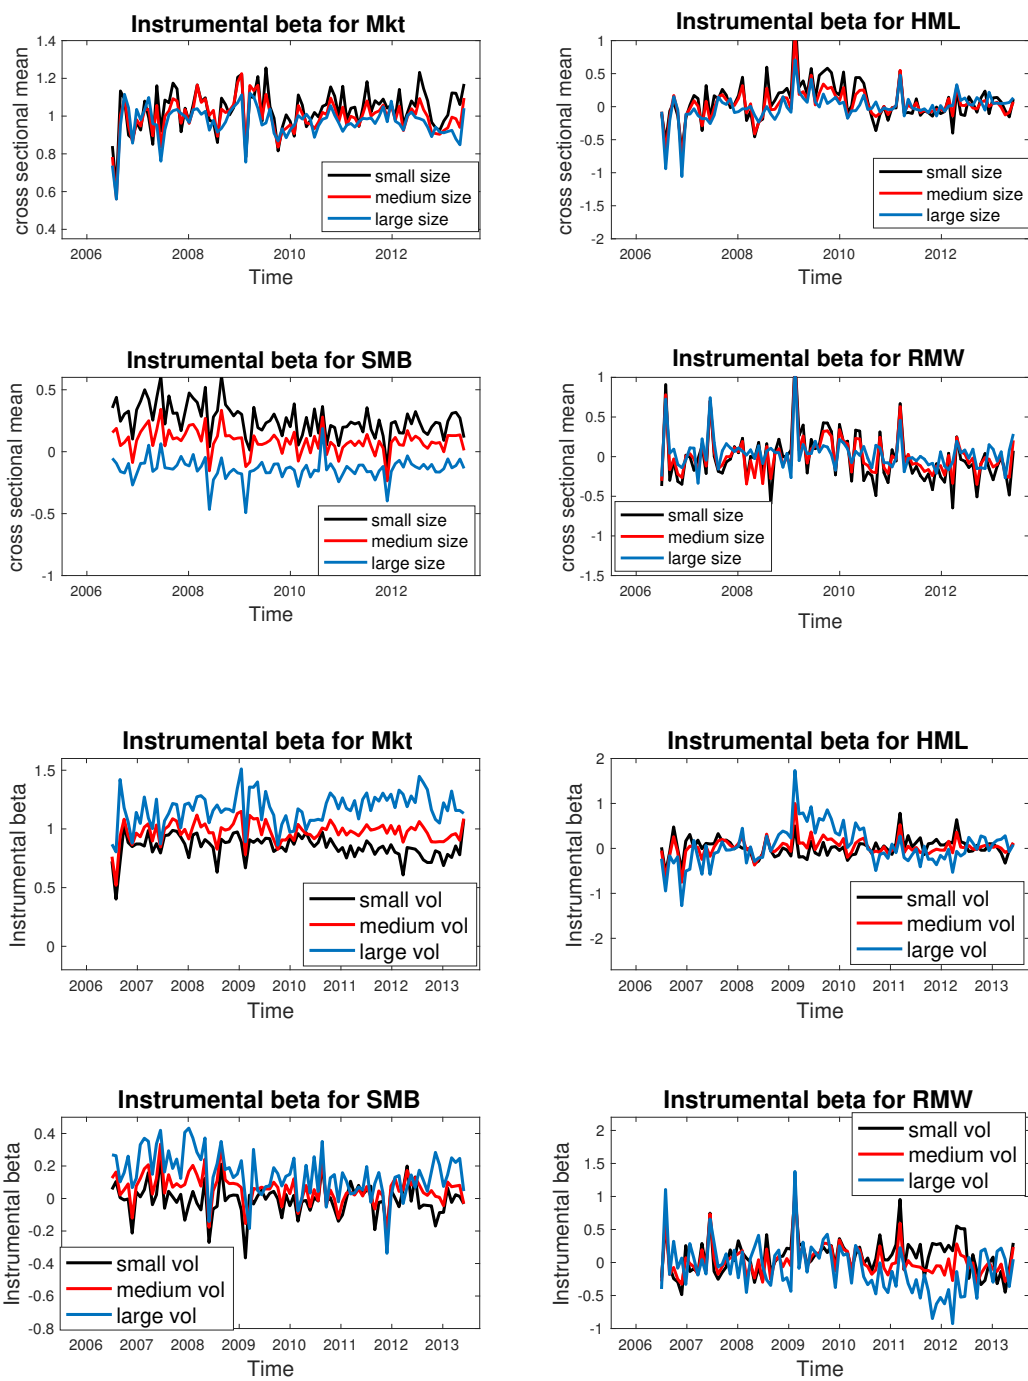 Instrumental beta for Mkt
cross sectional mean
1.4
1.2
1
0.8
0.6
0.4
small size
medium size
large size
2006
2008
2010
2012
Time
Instrumental beta for HML
cross sectional mean
1
0.5
0
-0.5
-1
-1.5
-2
small size
medium size
large size
2006
2008
2010
2012
Time
Instrumental beta for SMB
cross sectional mean
0.5
0
-0.5
-1
small size
medium size
large size
2006
2008
2010
2012
Time
Instrumental beta for RMW
cross sectional mean
1
0.5
0
-0.5
-1
-1.5
small size
medium size
large size
2006
2008
2010
2012
Time
Instrumental beta for Mkt
Instrumental beta
1.5
1
0.5
0
small vol
medium vol
large vol
2006
2007
2008
2009
2010
2011
2012
2013
Time
Instrumental beta for HML
Instrumental beta
2
1
0
-1
-2
small vol
medium vol
large vol
2006
2007
2008
2009
2010
2011
2012
2013
Time
Instrumental beta for SMB
Instrumental beta
0.4
0.2
0
-0.2
-0.4
-0.6
-0.8
small vol
medium vol
large vol
2006
2007
2008
2009
2010
2011
2012
2013
Time
Instrumental beta for RMW
Instrumental beta
2
1.5
1
0.5
0
-0.5
-1
small vol
medium vol
large vol
2006
2007
2008
2009
2010
2011
2012
2013
Time